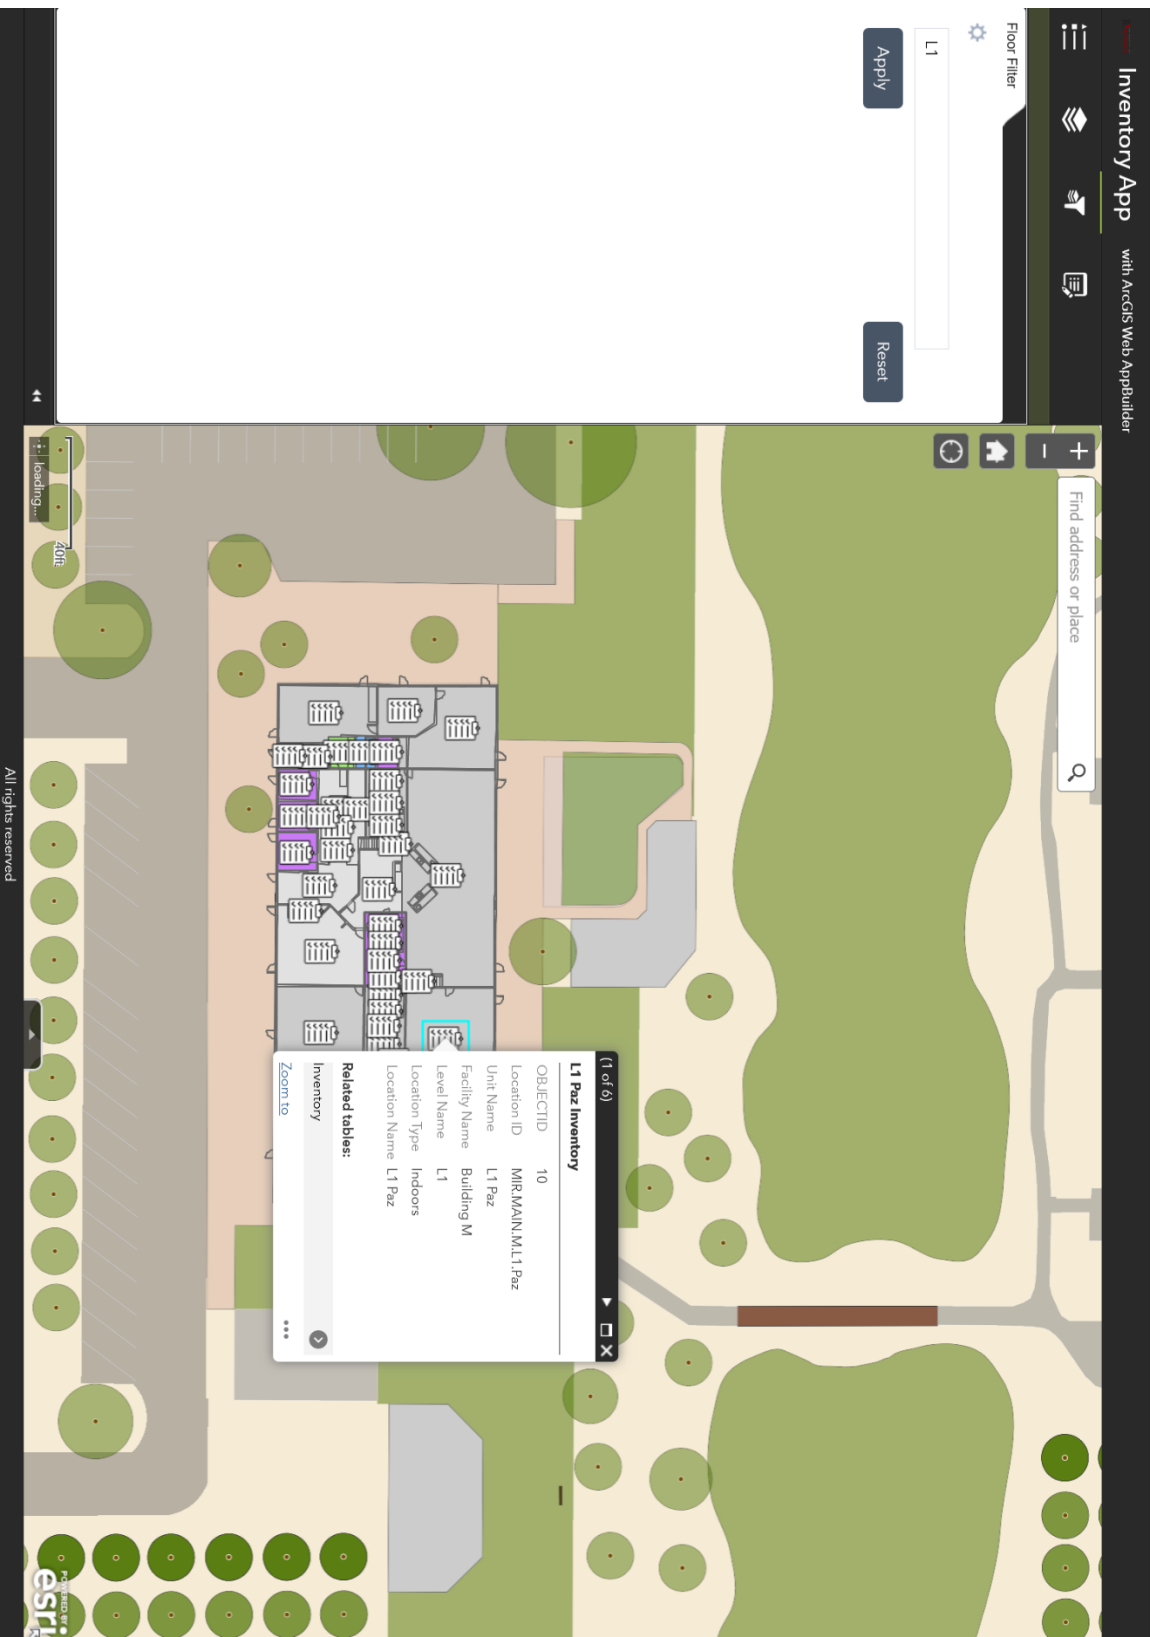 Inventory App with ArcGIS Web AppBuilder
Floor Filter
L1
Apply Reset
+
−
Find address or place
(1 of 6)
L1 Paz Inventory
OBJECTID 10
Location ID MIR.MAIN.M.L1.Paz
Unit Name L1 Paz
Facility Name Building M
Level Name L1
Location Type Indoors
Location Name L1 Paz
Related tables:
Inventory
Zoom to
•••
40ft
loading...
POWERED BY
esri
All rights reserved